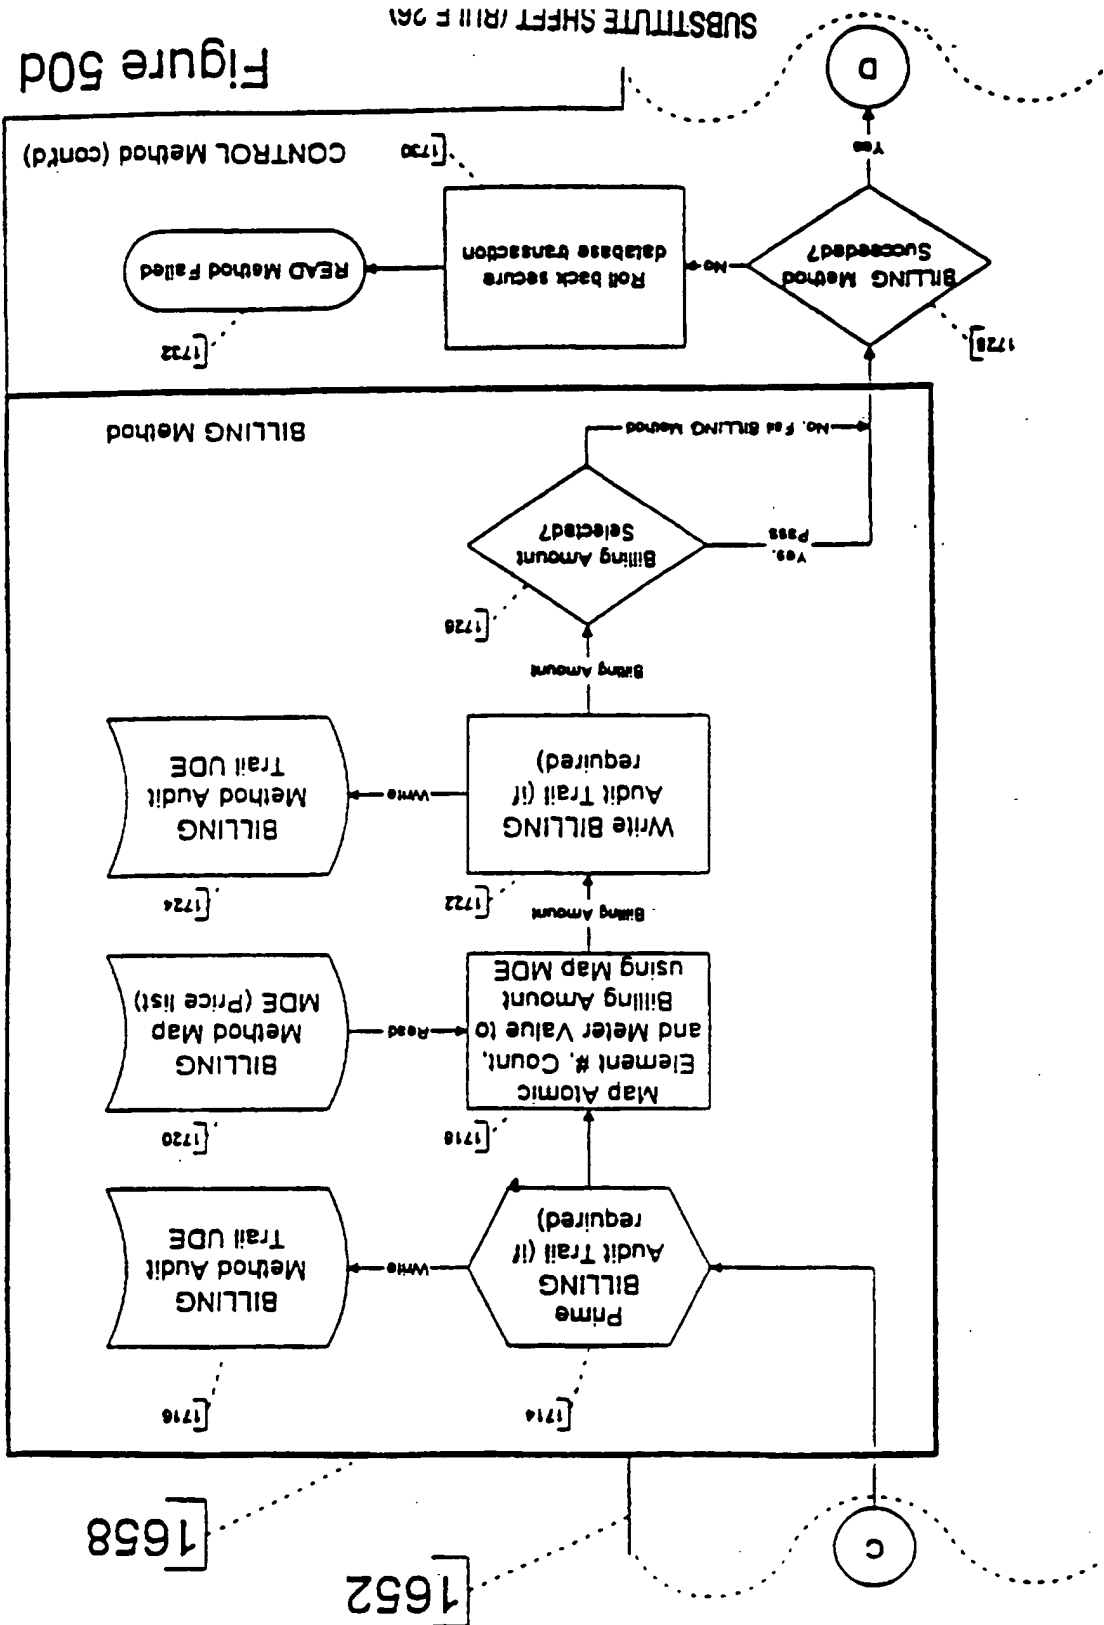 1652
1658
C
1714
1716
Prime
BILLING
Audit Trail (if
required)
Write
BILLING
Method Audit
Trail UDE
1718
1720
Map Atomic
Element #, Count,
and Meter Value to
Billing Amount
using Map MDE
Read
BILLING
Method Map
MDE (Price list)
Billing Amount
1722
1724
Write BILLING
Audit Trail (if
required)
Write
BILLING
Method Audit
Trail UDE
Billing Amount
1726
Billing Amount
Selected?
Yes,
Pass
No, Fail BILLING Method
BILLING Method
1728
BILLING Method
Succeeded?
No
Roll back secure
database transaction
1730
READ Method Failed
1732
Yes
CONTROL Method (cont'd)
D
Figure 50d
SUBSTITUTE SHEET (RULE 26)